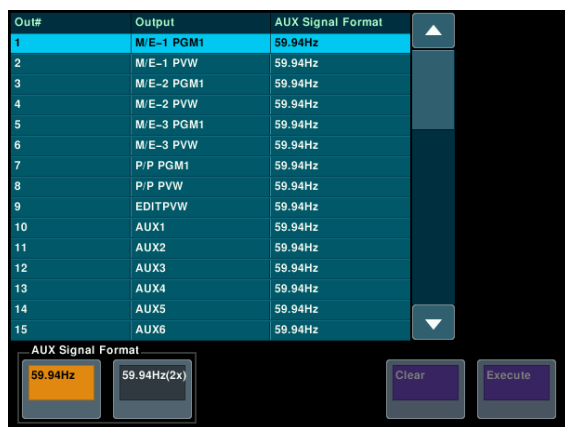 Out# Output AUX Signal Format
1 M/E–1 PGM1 59.94Hz
2 M/E–1 PVW 59.94Hz
3 M/E–2 PGM1 59.94Hz
4 M/E–2 PVW 59.94Hz
5 M/E–3 PGM1 59.94Hz
6 M/E–3 PVW 59.94Hz
7 P/P PGM1 59.94Hz
8 P/P PVW 59.94Hz
9 EDITPVW 59.94Hz
10 AUX1 59.94Hz
11 AUX2 59.94Hz
12 AUX3 59.94Hz
13 AUX4 59.94Hz
14 AUX5 59.94Hz
15 AUX6 59.94Hz
AUX Signal Format
59.94Hz 59.94Hz(2x) Clear Execute